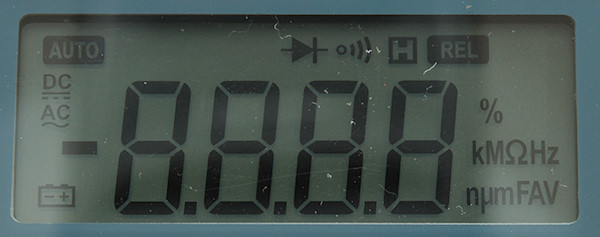 AUTO H REL
DC
AC
-8.8.8.8
%
kMΩHz
nμmFAV